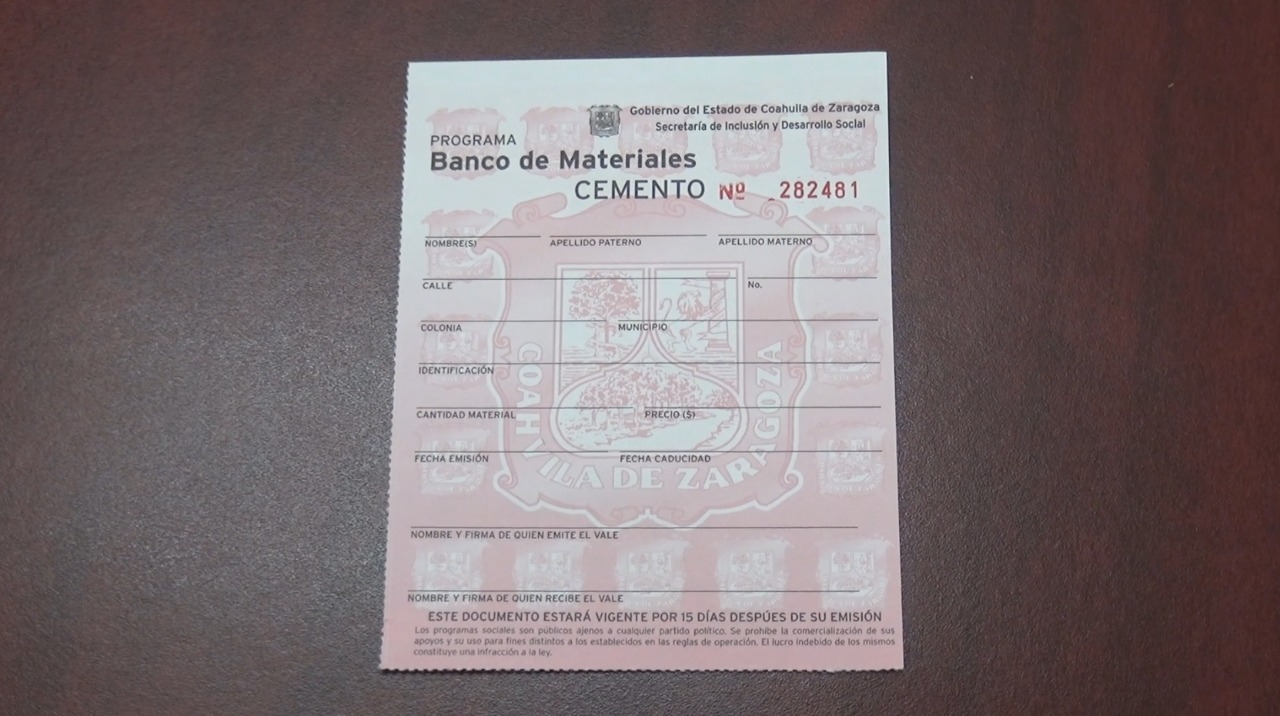 Gobierno del Estado de Coahuila de Zaragoza
Secretaría de Inclusión y Desarrollo Social
PROGRAMA
Banco de Materiales
CEMENTO Nº 282481
NOMBRE(S) APELLIDO PATERNO APELLIDO MATERNO
CALLE No.
COLONIA MUNICIPIO
IDENTIFICACIÓN
CANTIDAD MATERIAL PRECIO ($)
FECHA EMISIÓN FECHA CADUCIDAD
COAHVILA DE ZARAGOZA
NOMBRE Y FIRMA DE QUIEN EMITE EL VALE
NOMBRE Y FIRMA DE QUIEN RECIBE EL VALE
ESTE DOCUMENTO ESTARÁ VIGENTE POR 15 DÍAS DESPÚES DE SU EMISIÓN
Los programas sociales son públicos ajenos a cualquier partido político. Se prohíbe la comercialización de sus
apoyos y su uso para fines distintos a los establecidos en las reglas de operación. El lucro indebido de los mismos
constituye una infracción a la ley.